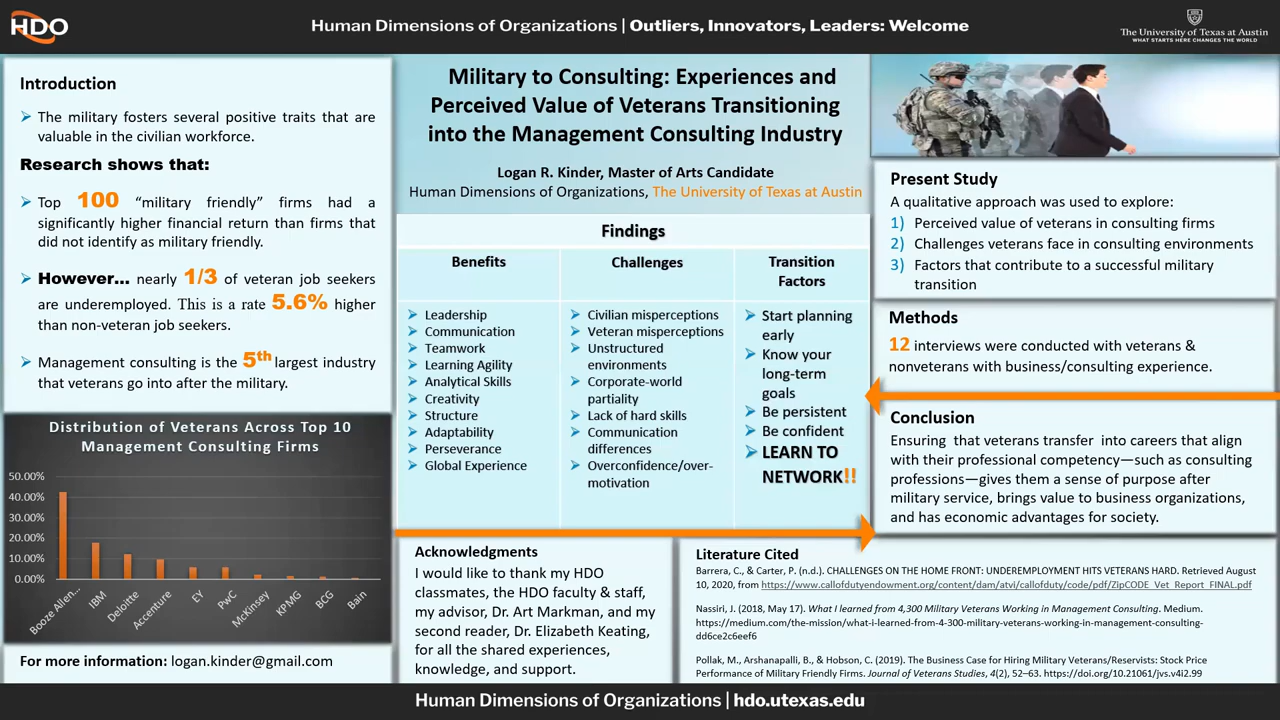 HDO
Human Dimensions of Organizations | Outliers, Innovators, Leaders: Welcome
The University of Texas at Austin
WHAT STARTS HERE CHANGES THE WORLD
Introduction
The military fosters several positive traits that are
valuable in the civilian workforce.
Research shows that:
Top 100 “military friendly” firms had a
significantly higher financial return than firms that
did not identify as military friendly.
However... nearly 1/3 of veteran job seekers
are underemployed. This is a rate 5.6% higher
than non-veteran job seekers.
Management consulting is the 5th largest industry
that veterans go into after the military.
Distribution of Veterans Across Top 10
Management Consulting Firms
50.00%
40.00%
30.00%
20.00%
10.00%
0.00%
Booze Allen...
IBM
Deloitte
Accenture
EY
PwC
McKinsey
KPMG
BCG
Bain
For more information: logan.kinder@gmail.com
Military to Consulting: Experiences and
Perceived Value of Veterans Transitioning
into the Management Consulting Industry
Logan R. Kinder, Master of Arts Candidate
Human Dimensions of Organizations, The University of Texas at Austin
Findings
Benefits
Leadership
Communication
Teamwork
Learning Agility
Analytical Skills
Creativity
Structure
Adaptability
Perseverance
Global Experience
Challenges
Civilian misperceptions
Veteran misperceptions
Unstructured
environments
Corporate-world
partiality
Lack of hard skills
Communication
differences
Overconfidence/over-
motivation
Transition
Factors
Start planning
early
Know your
long-term
goals
Be persistent
Be confident
LEARN TO
NETWORK!!
Acknowledgments
I would like to thank my HDO
classmates, the HDO faculty & staff,
my advisor, Dr. Art Markman, and my
second reader, Dr. Elizabeth Keating,
for all the shared experiences,
knowledge, and support.
Present Study
A qualitative approach was used to explore:
1) Perceived value of veterans in consulting firms
2) Challenges veterans face in consulting environments
3) Factors that contribute to a successful military
transition
Methods
12 interviews were conducted with veterans &
nonveterans with business/consulting experience.
Conclusion
Ensuring that veterans transfer into careers that align
with their professional competency—such as consulting
professions—gives them a sense of purpose after
military service, brings value to business organizations,
and has economic advantages for society.
Literature Cited
Barrera, C., & Carter, P. (n.d.). CHALLENGES ON THE HOME FRONT: UNDEREMPLOYMENT HITS VETERANS HARD. Retrieved August
10, 2020, from https://www.callofdutyendowment.org/content/dam/atvi/callofduty/code/pdf/ZipCODE_Vet_Report_FINAL.pdf
Nassiri, J. (2018, May 17). What I learned from 4,300 Military Veterans Working in Management Consulting. Medium.
https://medium.com/the-mission/what-i-learned-from-4-300-military-veterans-working-in-management-consulting-
dd6ce2c6eef6
Pollak, M., Arshanapalli, B., & Hobson, C. (2019). The Business Case for Hiring Military Veterans/Reservists: Stock Price
Performance of Military Friendly Firms. Journal of Veterans Studies, 4(2), 52–63. https://doi.org/10.21061/jvs.v4i2.99
Human Dimensions of Organizations | hdo.utexas.edu